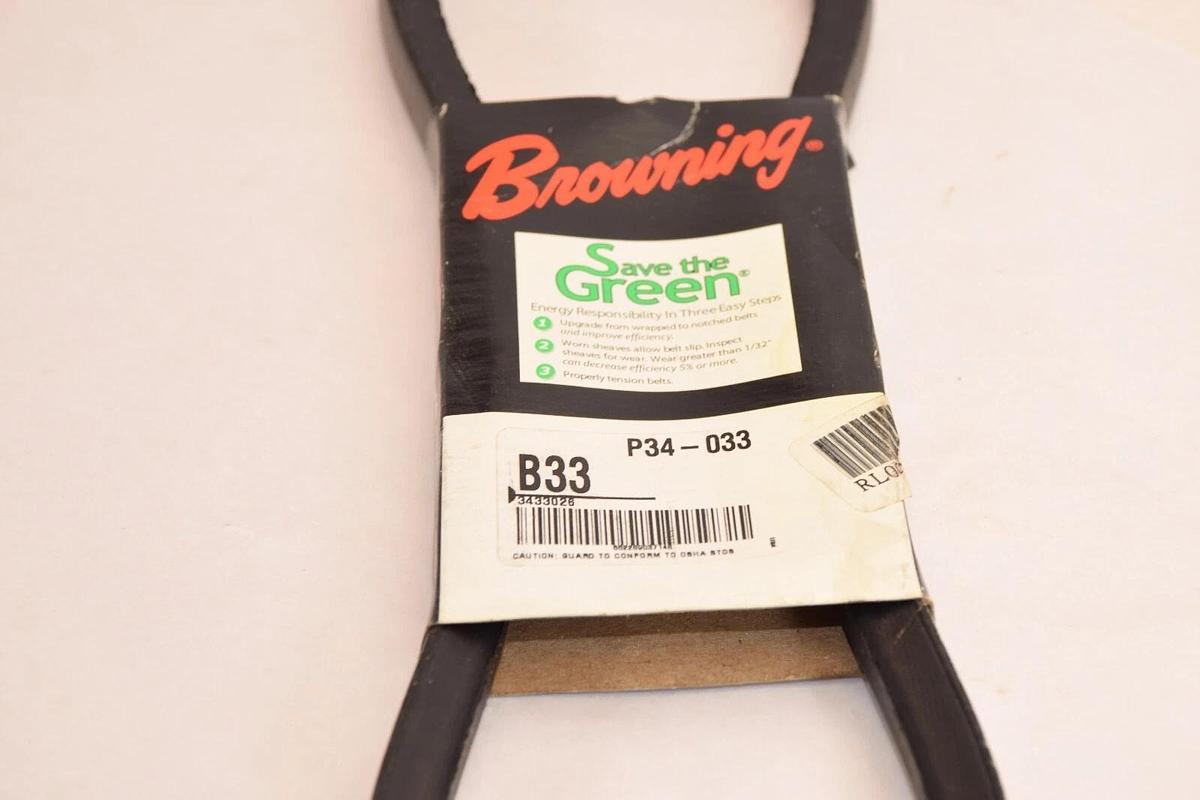 Browning®
Save the
Green®
Energy Responsibility In Three Easy Steps
1 Upgrade from wrapped to notched belts
and improve efficiency.
2 Worn sheaves allow belt slip. Inspect
sheaves for wear. Wear greater than 1/32"
can decrease efficiency 5% or more.
3 Properly tension belts.
P34-033
B33
3433026
CAUTION: GUARD TO CONFORM TO OSHA STDS